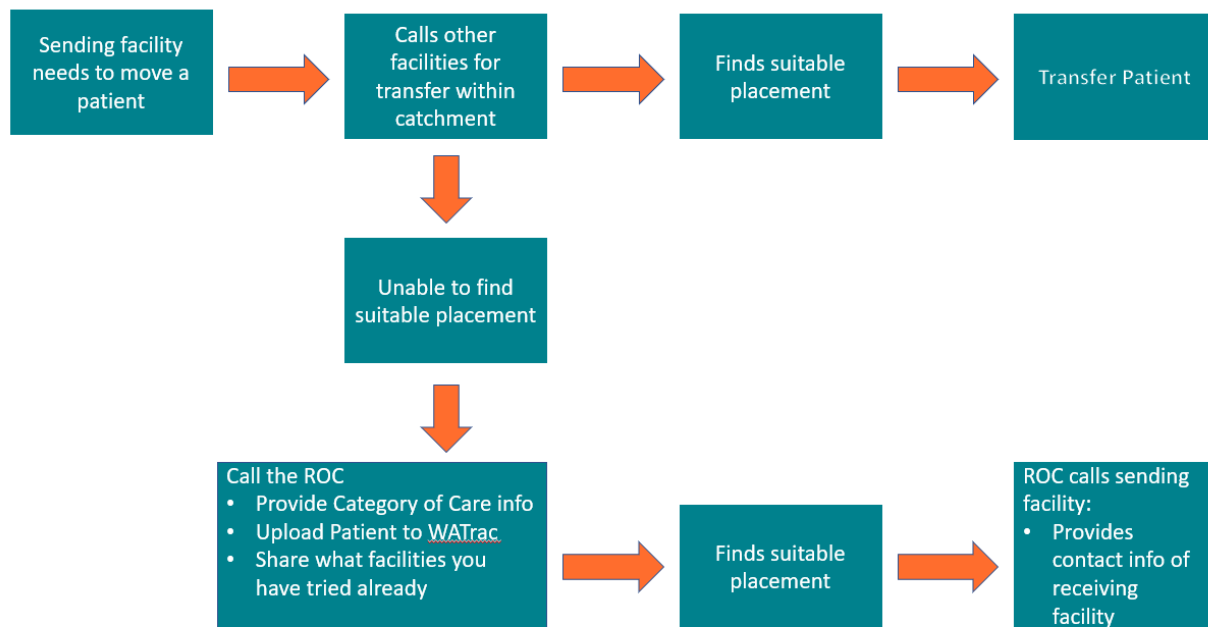 Sending facility
needs to move a
patient
Calls other
facilities for
transfer within
catchment
Finds suitable
placement
Transfer Patient
Unable to find
suitable placement
Call the ROC
• Provide Category of Care info
• Upload Patient to WATrac
• Share what facilities you
have tried already
Finds suitable
placement
ROC calls sending
facility:
• Provides
contact info of
receiving
facility